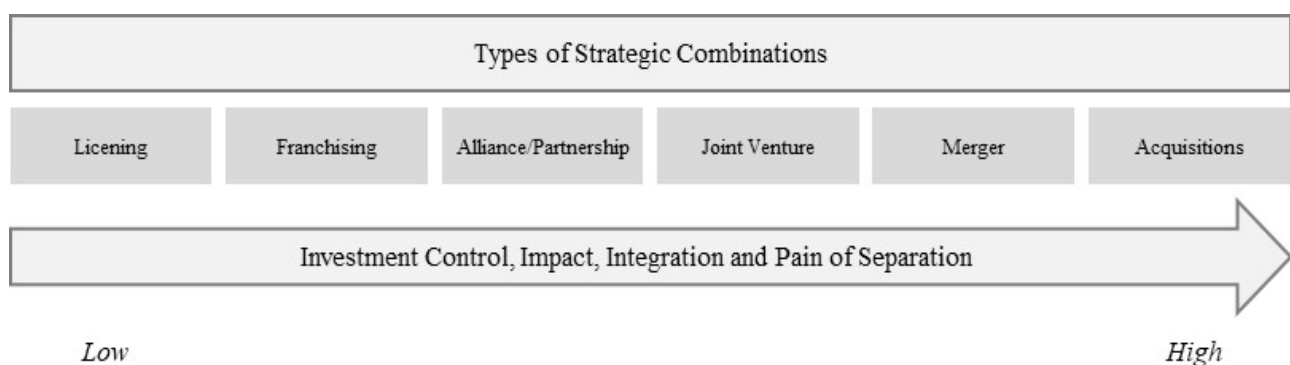 Types of Strategic Combinations
Licening
Franchising
Alliance/Partnership
Joint Venture
Merger
Acquisitions
Investment Control, Impact, Integration and Pain of Separation
Low
High